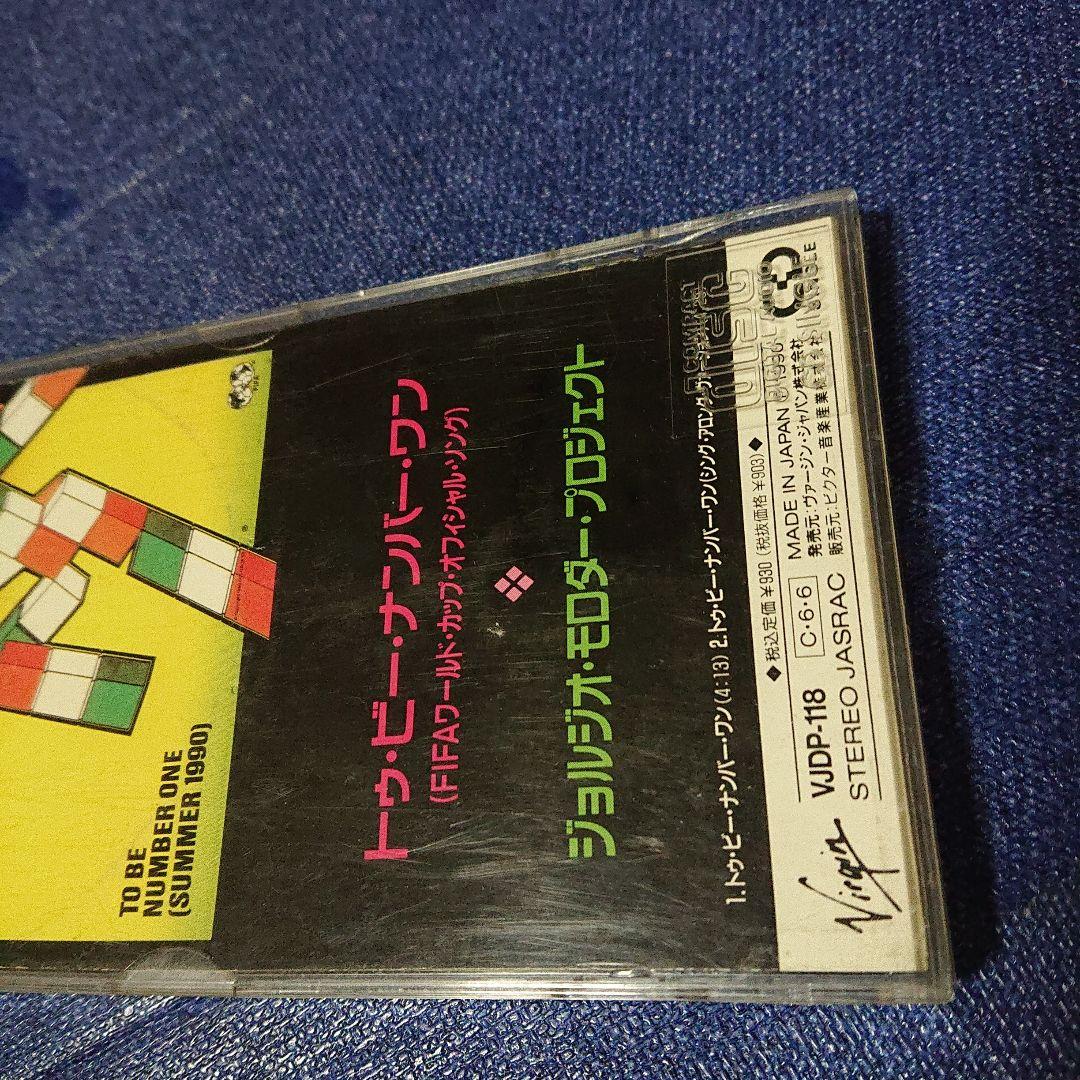 FIFA
TO BE
NUMBER ONE
(SUMMER 1990)
トゥ・ビー・ナンバー・ワン
(FIFAワールド・カップ・オフィシャル・ソング)
ジョルジオ・モロダー・プロジェクト
1.トゥ・ビー・ナンバー・ワン(4:13) 2.トゥ・ビー・ナンバー・ワン(シング・アロング・
◆税込定価¥930(税抜価格¥903)◆
Virgin
VJDP-118
C・6・6
STEREO JASRAC
MADE IN JAPAN ℗1990
発売元:ヴァージン・ジャパン株式会社
販売元:ビクター音楽産業株式会社
COMPACT
disc
DIGITAL AUDIO
SINGLE